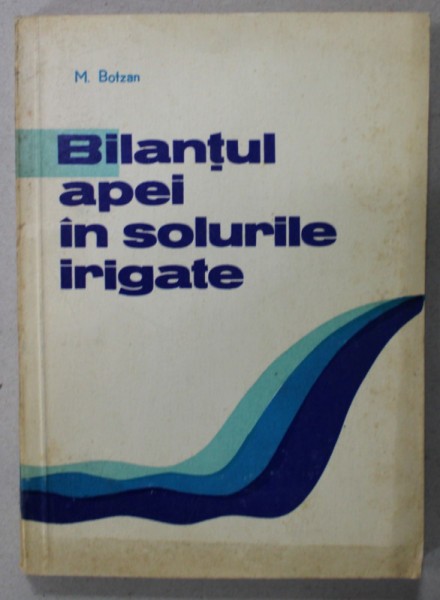 M. Botzan
Bilanțul
apei
în solurile
irigate